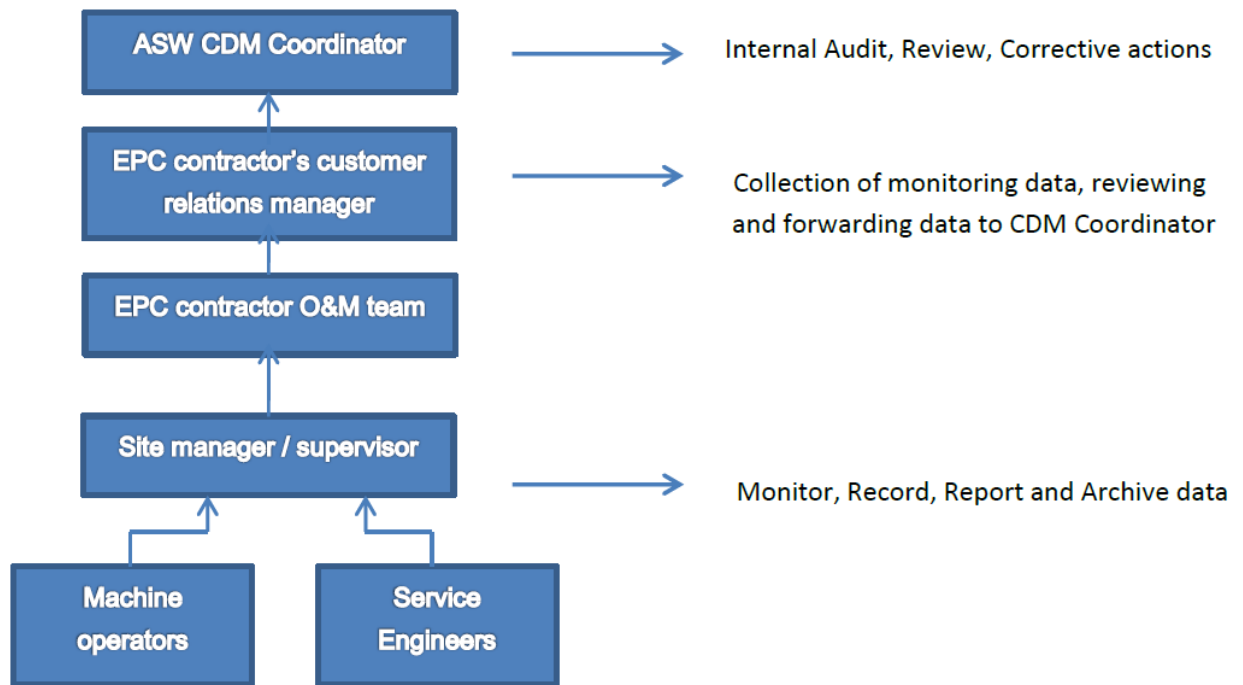 ASW CDM Coordinator
Internal Audit, Review, Corrective actions
EPC contractor's customer
relations manager
Collection of monitoring data, reviewing
and forwarding data to CDM Coordinator
EPC contractor O&M team
Site manager / supervisor
Monitor, Record, Report and Archive data
Machine
operators
Service
Engineers